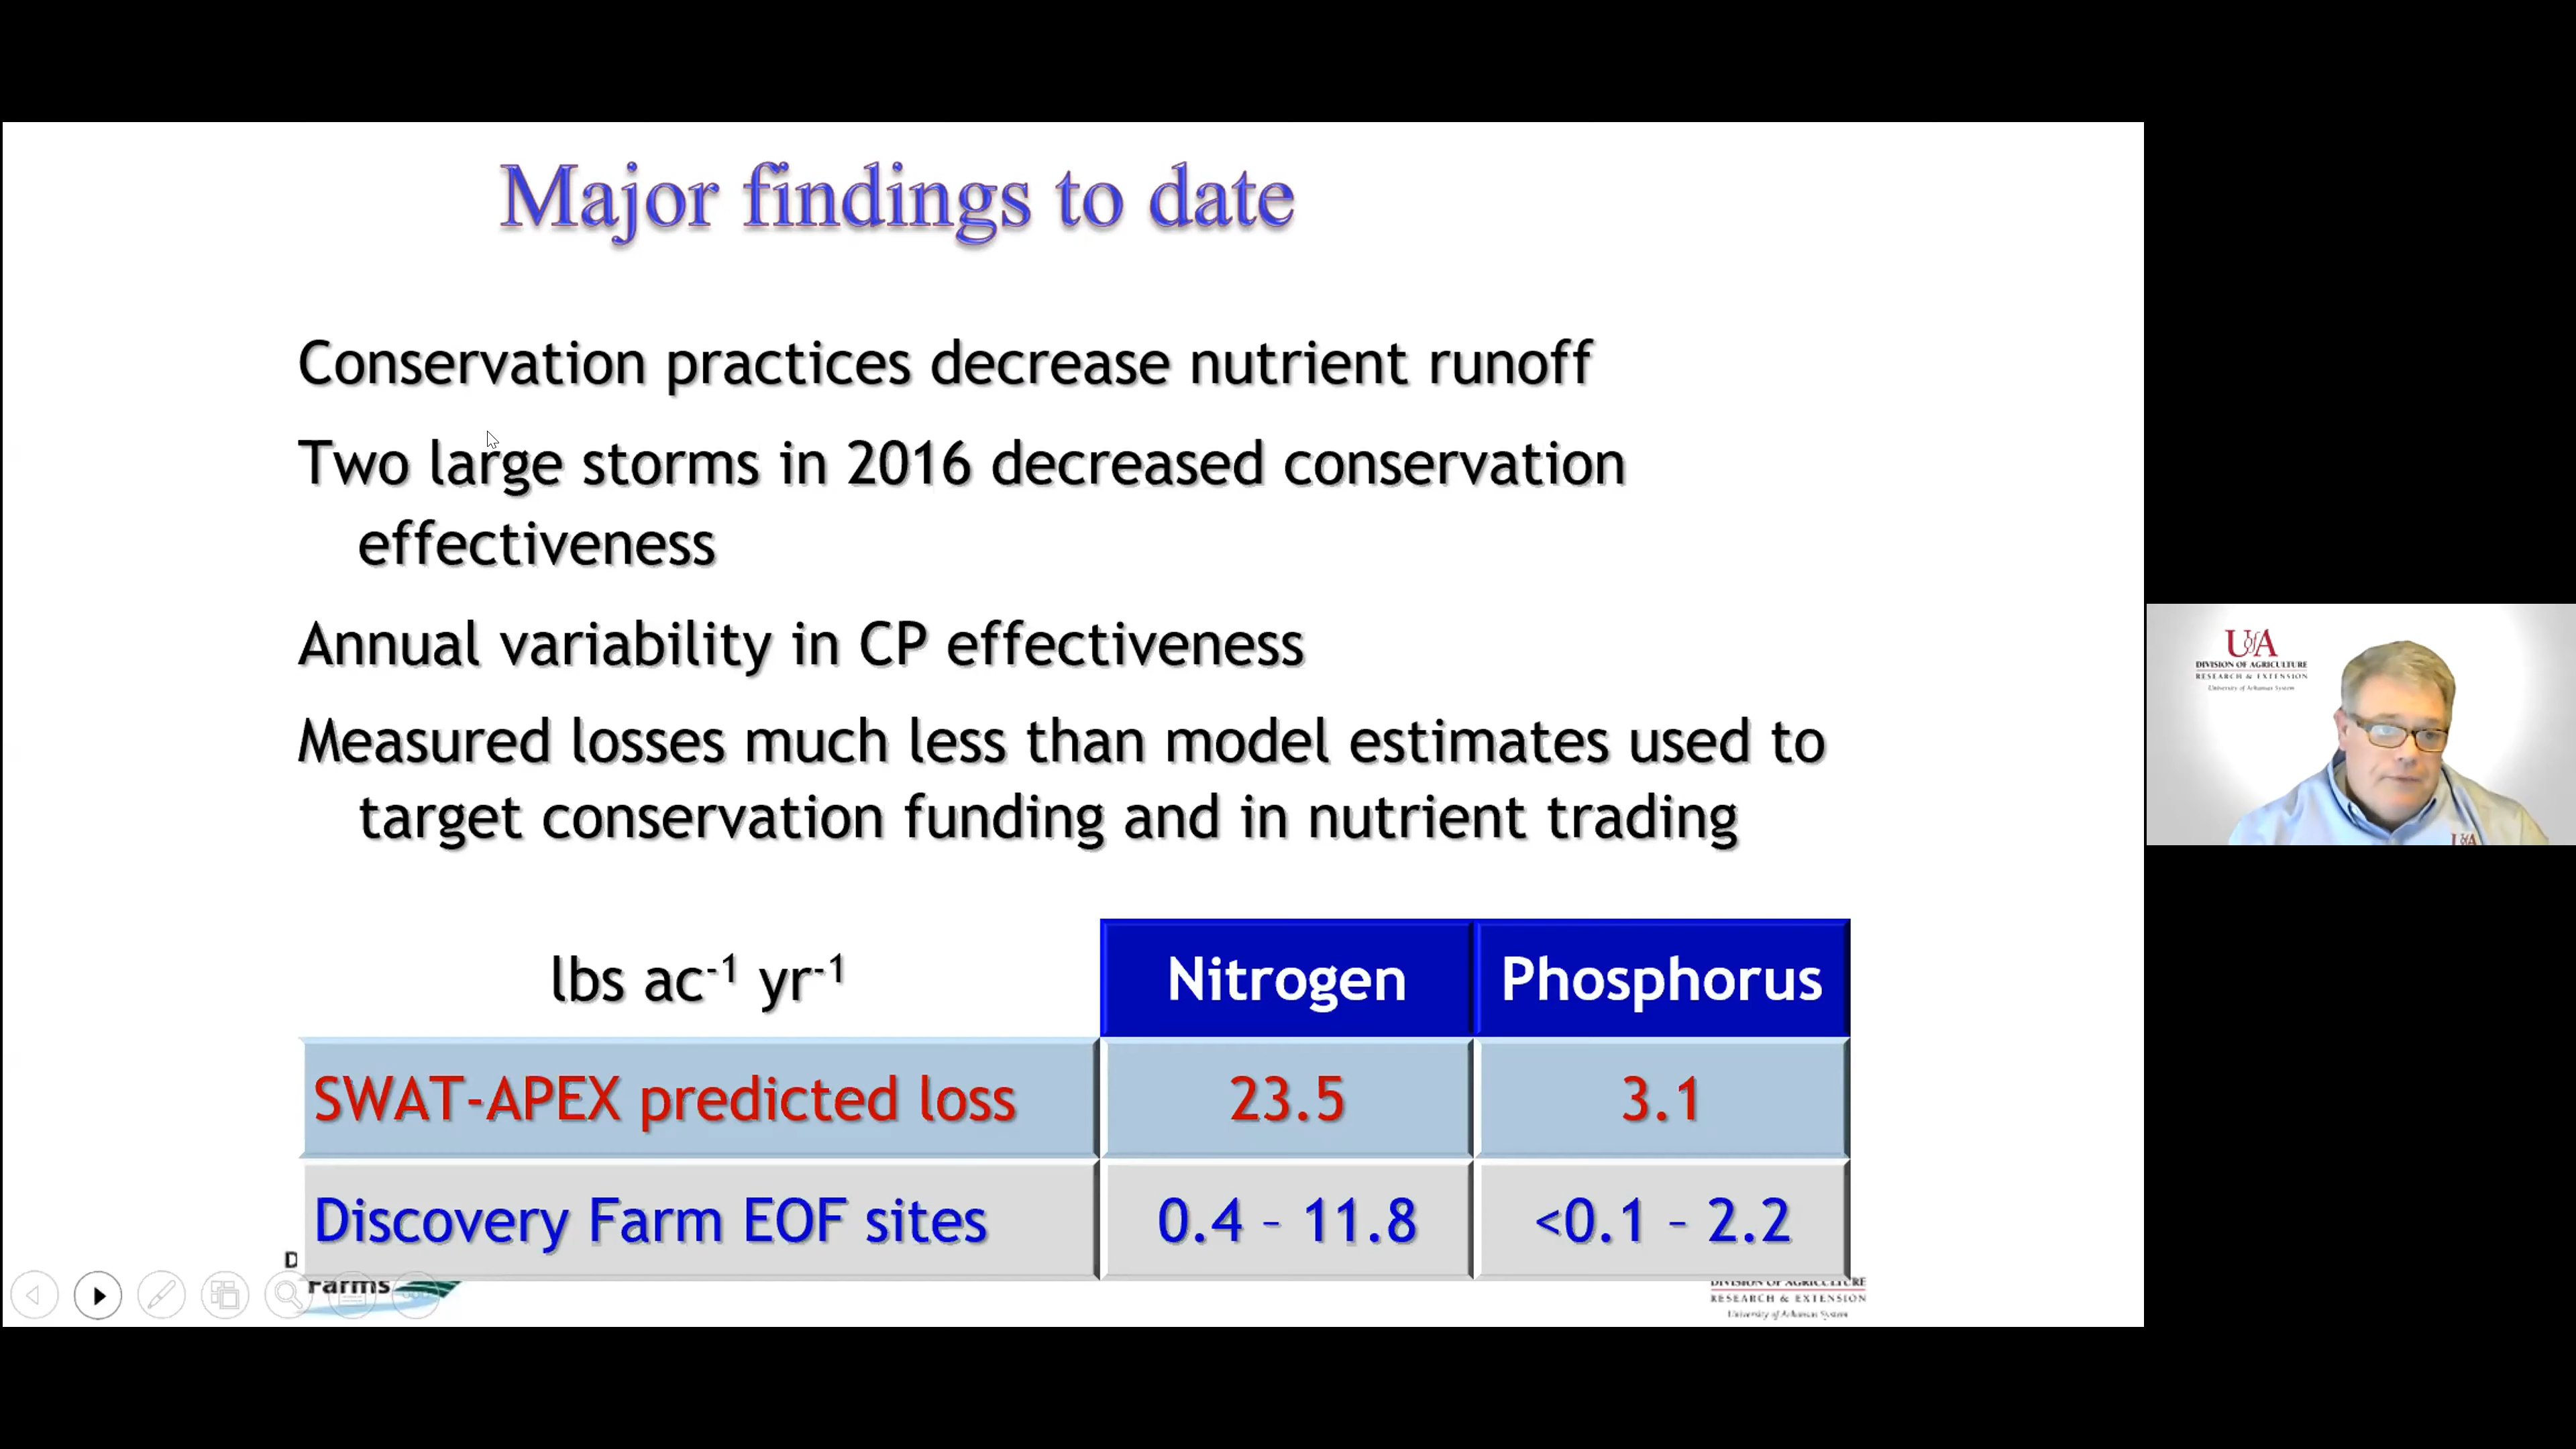 Major findings to date
Conservation practices decrease nutrient runoff
Two large storms in 2016 decreased conservation
effectiveness
Annual variability in CP effectiveness
Measured losses much less than model estimates used to
target conservation funding and in nutrient trading
lbs ac⁻¹ yr⁻¹ Nitrogen Phosphorus
SWAT-APEX predicted loss 23.5 3.1
Discovery Farm EOF sites 0.4 – 11.8 <0.1 – 2.2
Farms
DIVISION OF AGRICULTURE
RESEARCH & EXTENSION
University of Arkansas System
UofA
DIVISION OF AGRICULTURE
RESEARCH & EXTENSION
University of Arkansas System
UofA